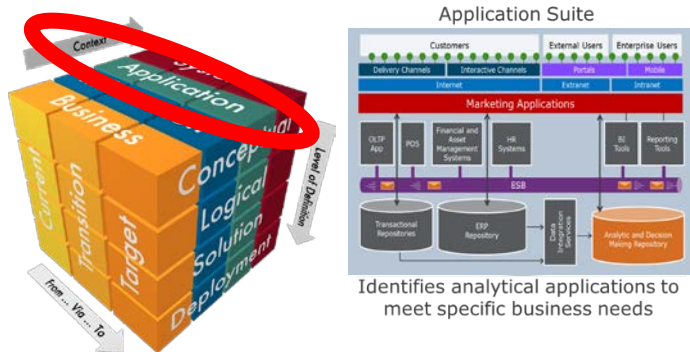 Context
System
Application
Business
Conceptual
Logical
Solution
Deployment
Current
Transition
Target
Level of Definition
From ... Via ... To
Application Suite
Customers
External Users
Enterprise Users
Delivery Channels
Interactive Channels
Portals
Mobile
Internet
Extranet
Intranet
Marketing Applications
OLTP
App
POS
Financial and
Asset
Management
Systems
HR
Systems
BI
Tools
Reporting
Tools
ESB
Transactional
Repositories
ERP
Repository
Data
Integration
Services
Analytic and Decision
Making Repository
Identifies analytical applications to
meet specific business needs